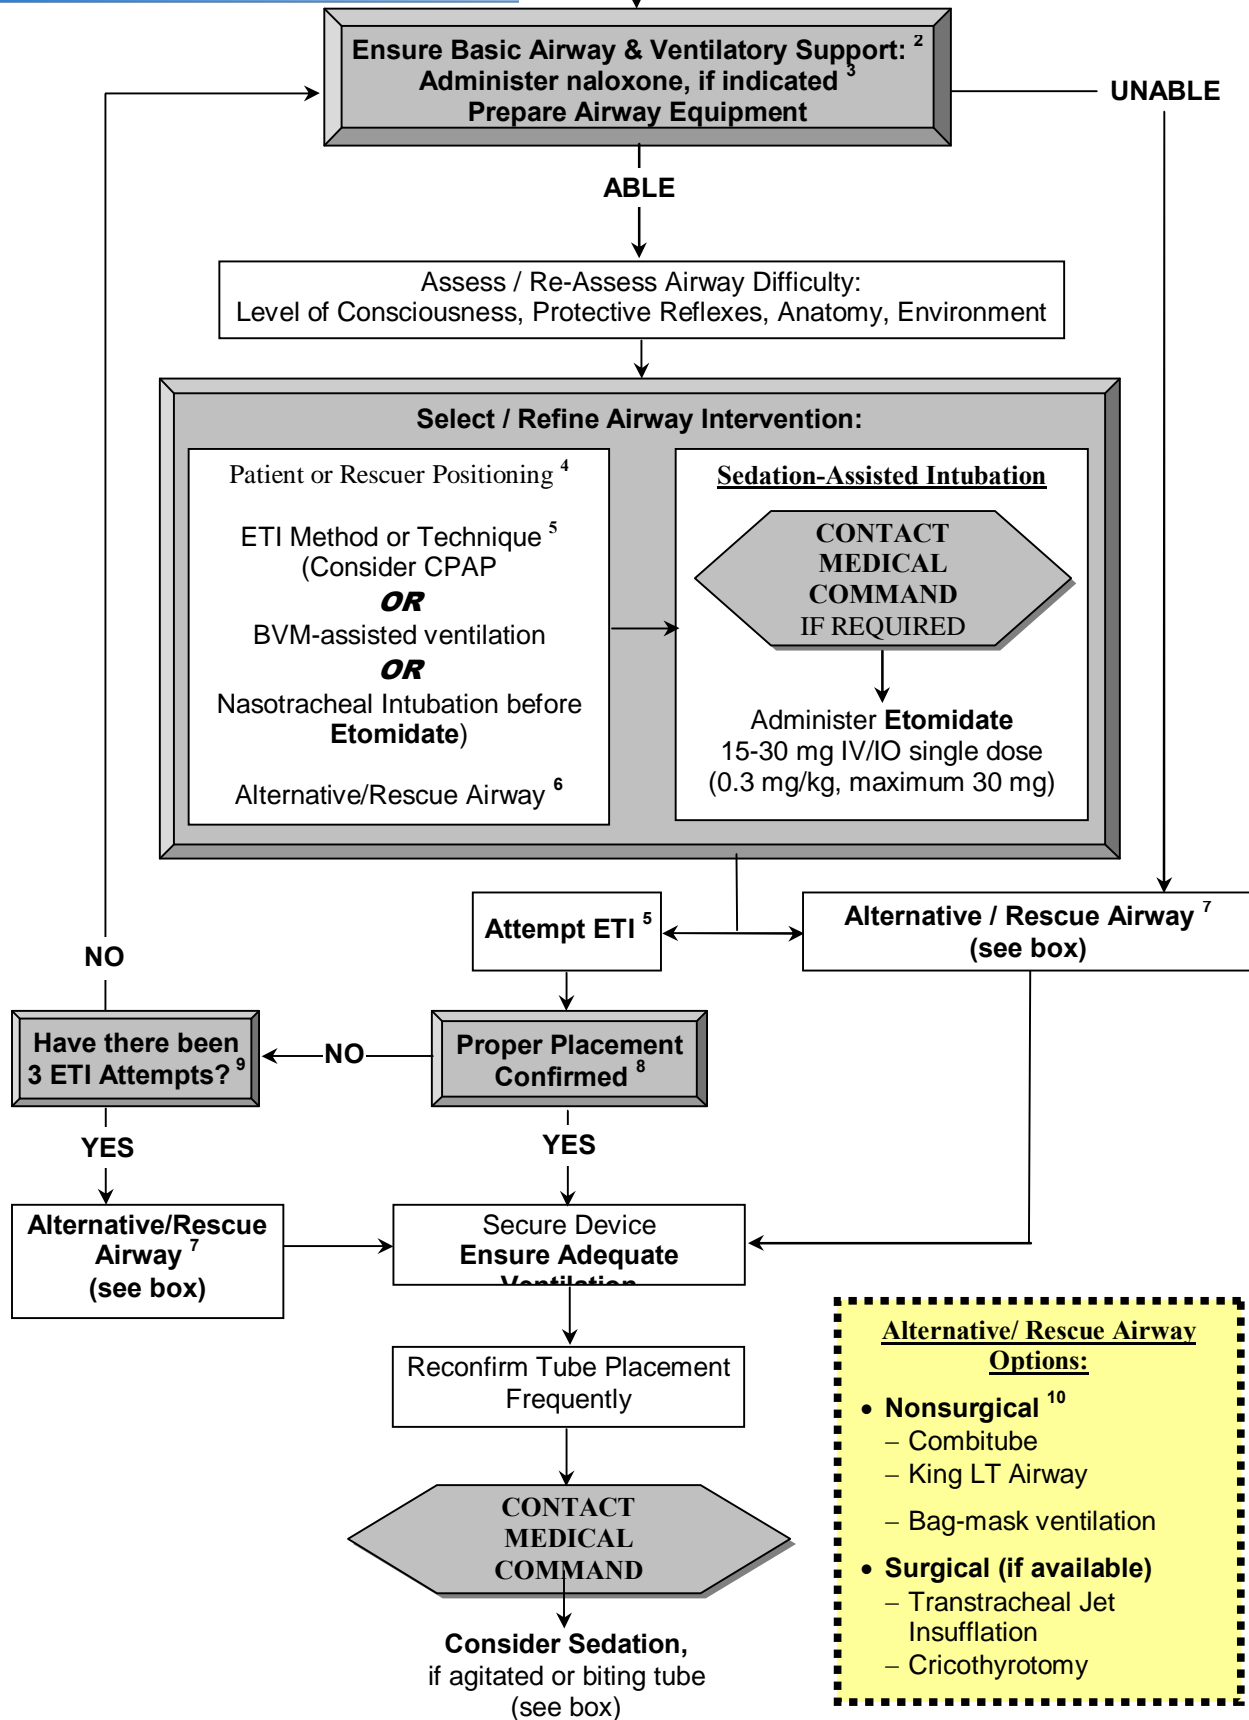 Ensure Basic Airway & Ventilatory Support: 2
Administer naloxone, if indicated 3
Prepare Airway Equipment
UNABLE
ABLE
Assess / Re-Assess Airway Difficulty:
Level of Consciousness, Protective Reflexes, Anatomy, Environment
Select / Refine Airway Intervention:
Patient or Rescuer Positioning 4
ETI Method or Technique 5
(Consider CPAP
OR
BVM-assisted ventilation
OR
Nasotracheal Intubation before
Etomidate)
Alternative/Rescue Airway 6
Sedation-Assisted Intubation
CONTACT
MEDICAL
COMMAND
IF REQUIRED
Administer Etomidate
15-30 mg IV/IO single dose
(0.3 mg/kg, maximum 30 mg)
Attempt ETI 5
Alternative / Rescue Airway 7
(see box)
NO
Have there been
3 ETI Attempts? 9
NO
Proper Placement
Confirmed 8
YES
YES
Alternative/Rescue
Airway 7
(see box)
Secure Device
Ensure Adequate
Ventilation
Reconfirm Tube Placement
Frequently
CONTACT
MEDICAL
COMMAND
Consider Sedation,
if agitated or biting tube
(see box)
Alternative/ Rescue Airway
Options:
• Nonsurgical 10
– Combitube
– King LT Airway
– Bag-mask ventilation
• Surgical (if available)
– Transtracheal Jet
Insufflation
– Cricothyrotomy